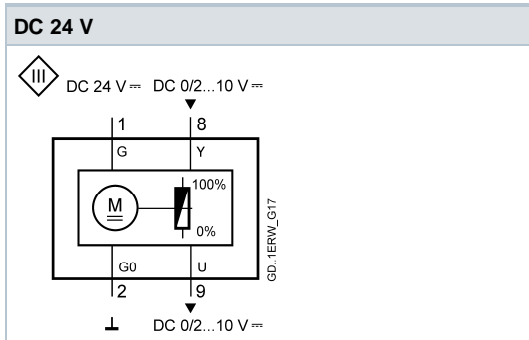 DC 24 V
III
DC 24 V ⎓ DC 0/2...10 V ⎓
1 8
G Y
100%
M
0%
G0 U
2 9
DC 0/2...10 V ⎓
GD..1ERW_G17